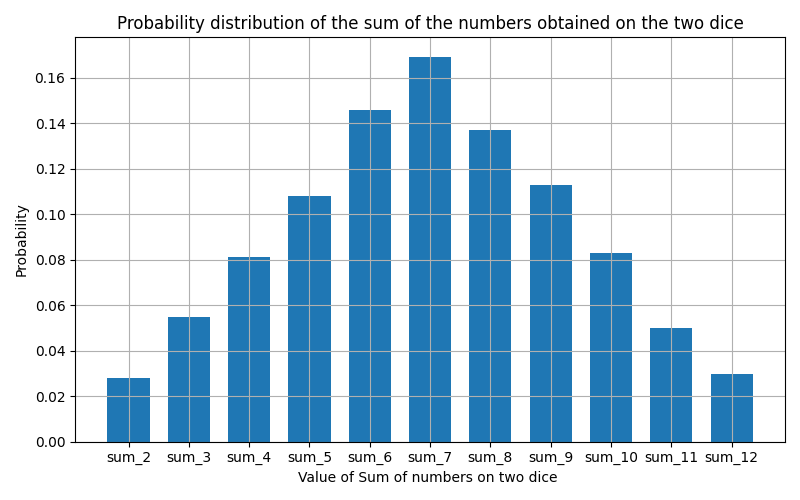 Probability distribution of the sum of the numbers obtained on the two dice
Probability
0.16
0.14
0.12
0.10
0.08
0.06
0.04
0.02
0.00
sum_2 sum_3 sum_4 sum_5 sum_6 sum_7 sum_8 sum_9 sum_10 sum_11 sum_12
Value of Sum of numbers on two dice